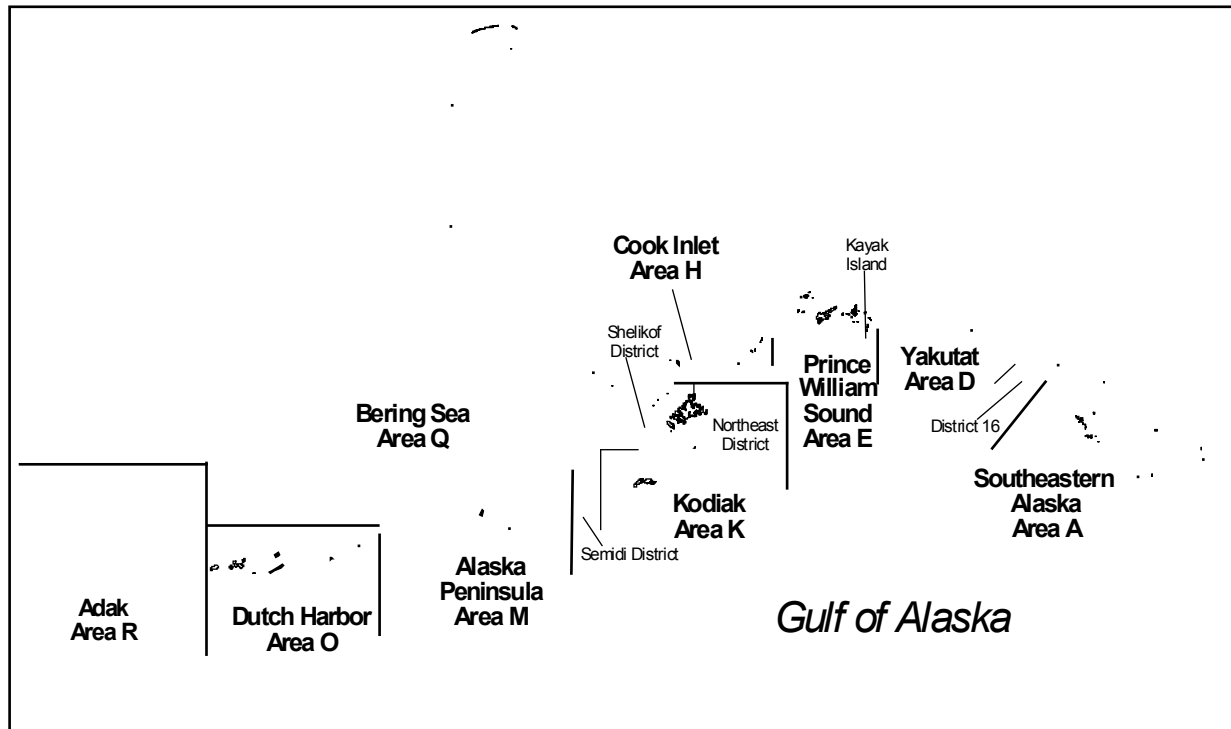 Cook Inlet
Area H
Kayak
Island
Shelikof
District
Prince
William
Sound
Area E
Yakutat
Area D
Bering Sea
Area Q
Northeast
District
District 16
Southeastern
Alaska
Area A
Kodiak
Area K
Semidi District
Alaska
Peninsula
Area M
Adak
Area R
Dutch Harbor
Area O
Gulf of Alaska